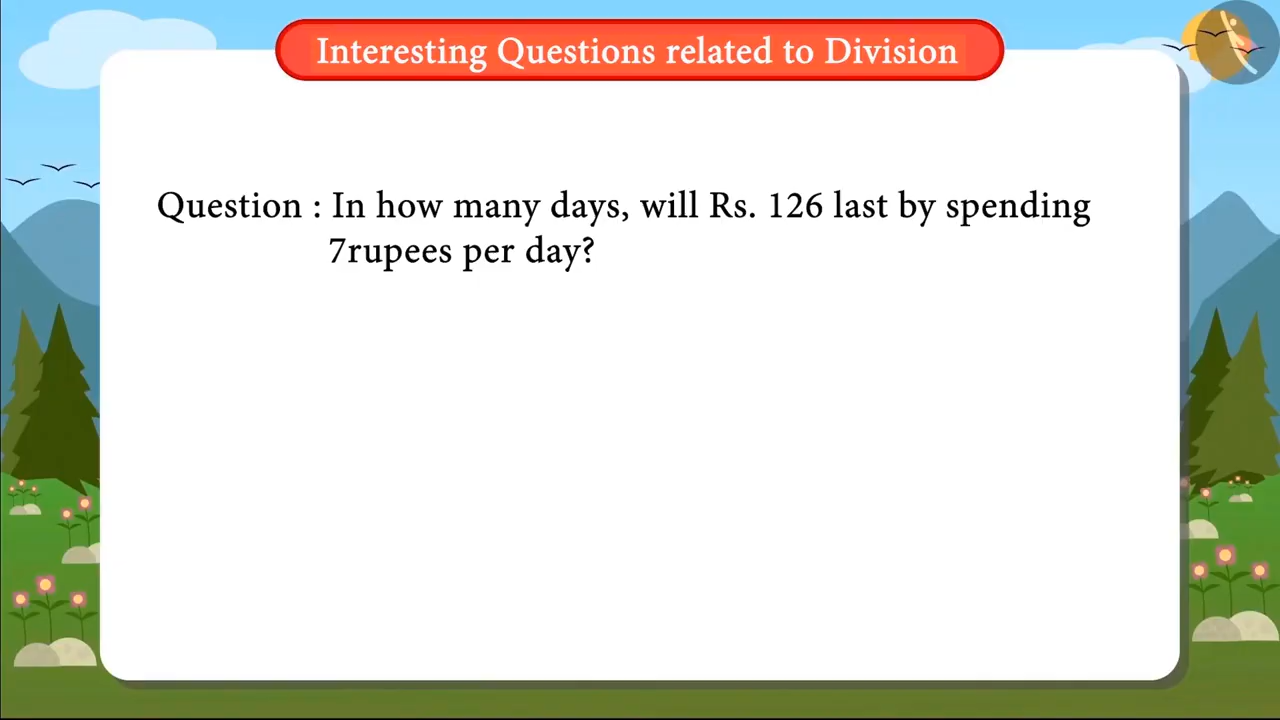 Interesting Questions related to Division
Question : In how many days, will Rs. 126 last by spending
7rupees per day?